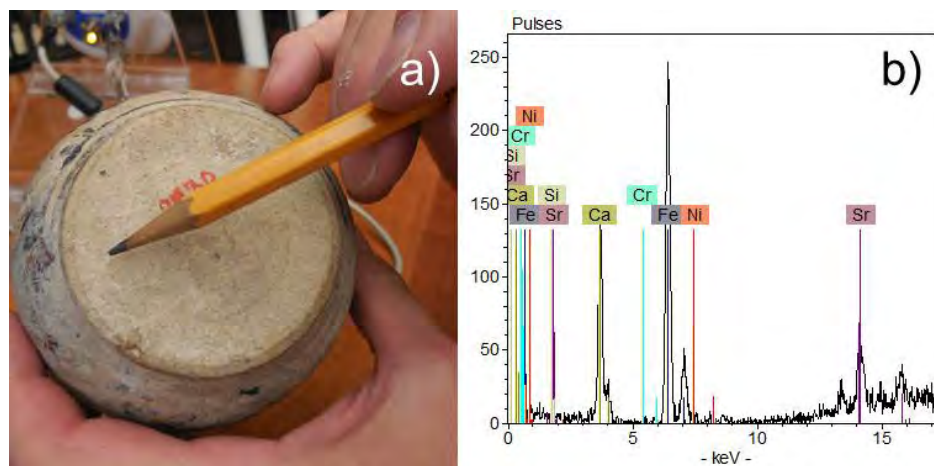 a)
Pulses
b)
250
Ni
Cr
200
Si
Sr
Ca Si Cr
150
Fe Sr Ca Fe Ni Sr
100
50
0
0 5 10 15
- keV -